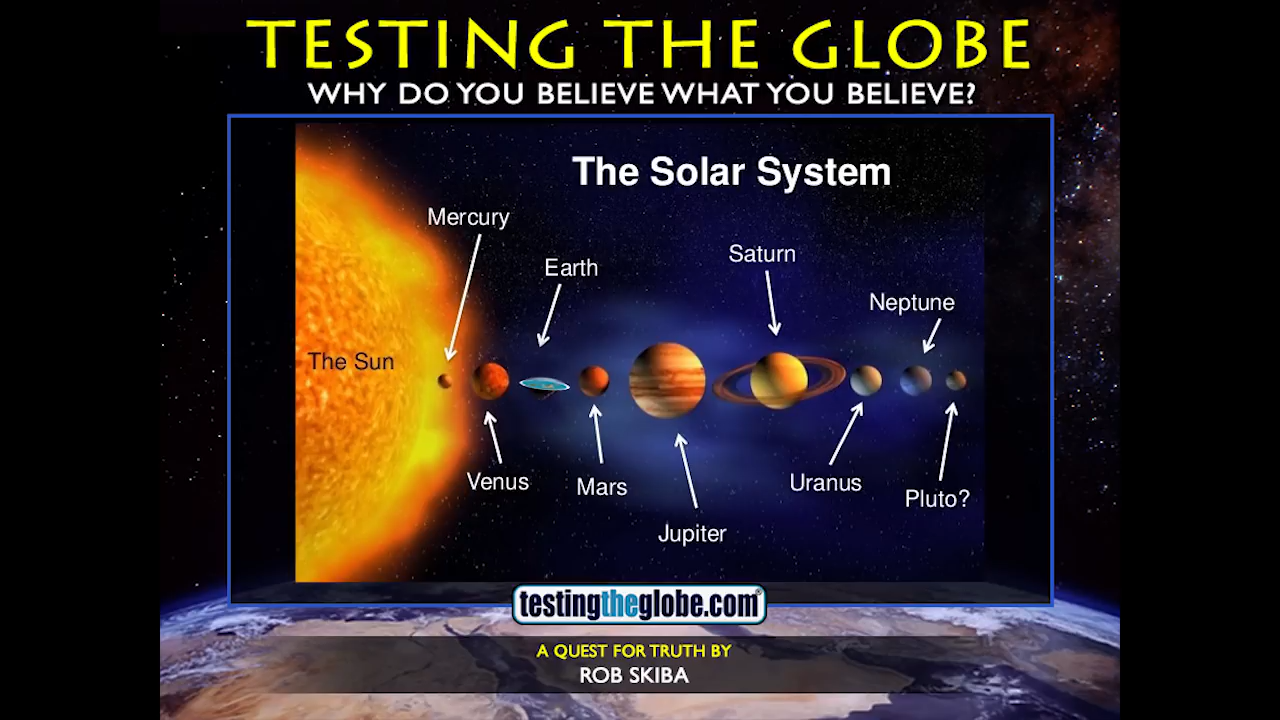 TESTING THE GLOBE
WHY DO YOU BELIEVE WHAT YOU BELIEVE?
The Solar System
Mercury
Earth
Saturn
Neptune
The Sun
Venus
Mars
Jupiter
Uranus
Pluto?
testingtheglobe.com
A QUEST FOR TRUTH BY
ROB SKIBA